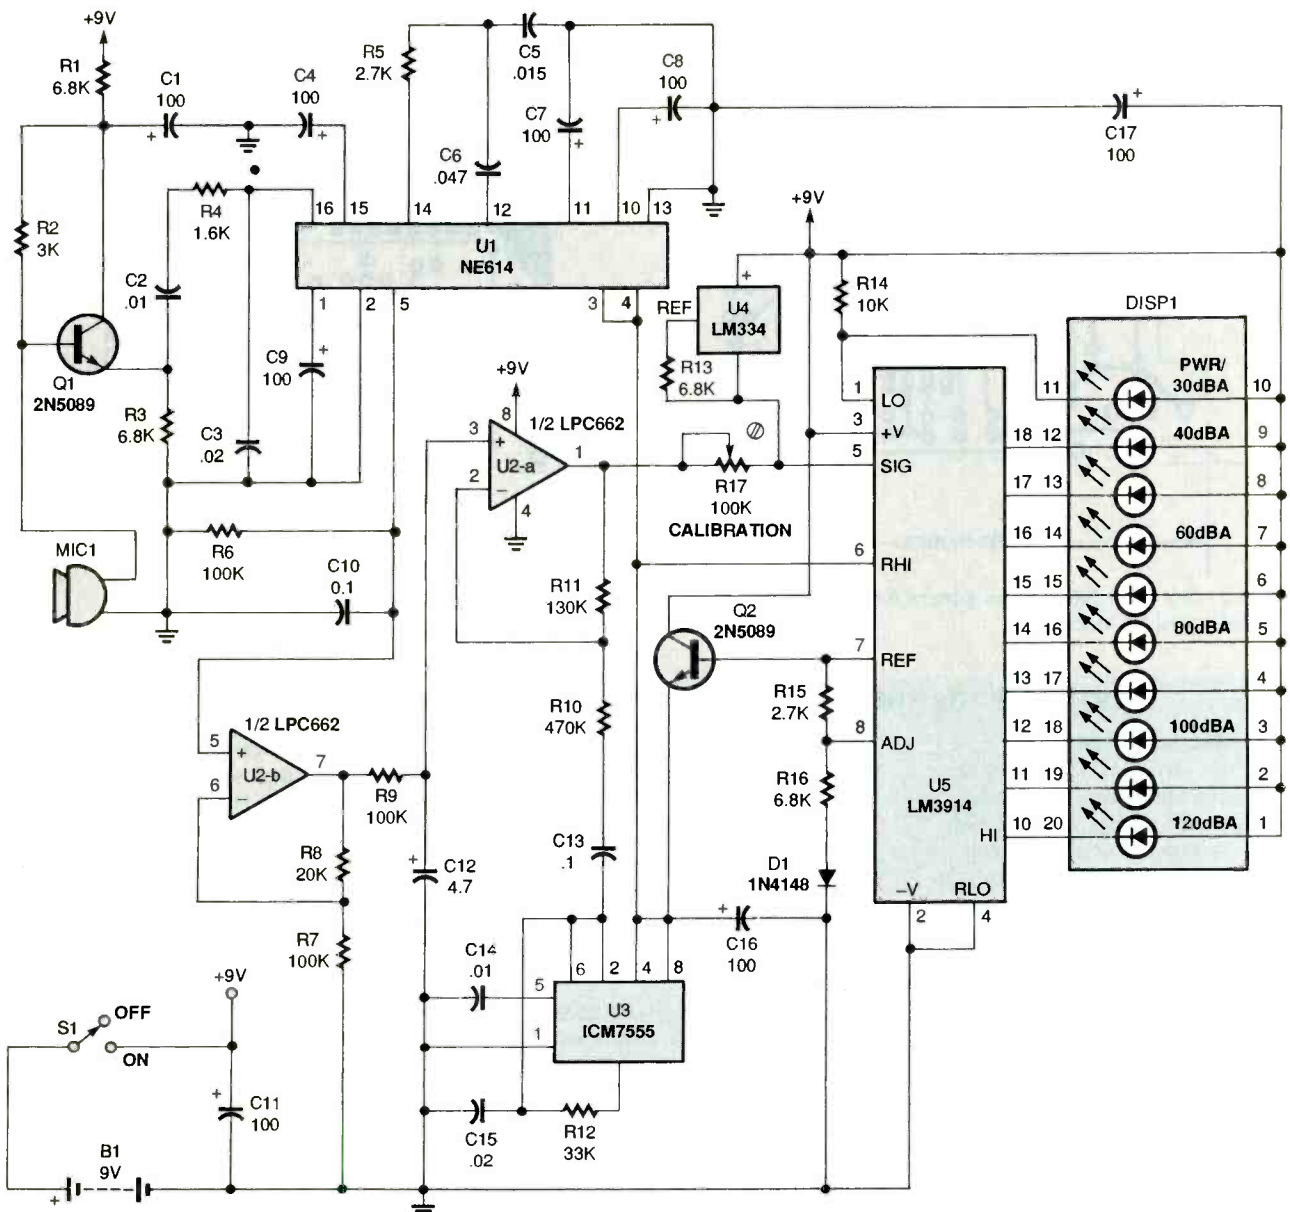 +9V
R1
6.8K
C1
100
+
C4
100
+
R5
2.7K
C5
.015
C8
100
+
C7
100
+
C6
.047
+
C17
100
R2
3K
R4
1.6K
C2
.01
16 15 14 12 11 10 13
U1
NE614
1 2 5 3 4
+9V
+
REF
U4
LM334
R14
10K
DISP1
Q1
2N5089
R3
6.8K
C3
.02
C9
100
+
+9V
R13
6.8K
8
1/2 LPC662
3
+
U2-a
1
2
–
4
R17
100K
CALIBRATION
1
LO
3
+V
5
SIG
6
RHI
7
REF
8
ADJ
U5
LM3914
HI
–V
RLO
2
4
11
PWR/
30dBA
10
18 12
40dBA
9
17 13
8
16 14
60dBA
7
15 15
6
14 16
80dBA
5
13 17
4
12 18
100dBA
3
11 19
2
10 20
120dBA
1
R6
100K
MIC1
C10
0.1
R11
130K
Q2
2N5089
R10
470K
R15
2.7K
R16
6.8K
1/2 LPC662
5
+
U2-b
7
6
–
R9
100K
R8
20K
+
C12
4.7
C13
.1
D1
1N4148
+
C16
100
R7
100K
C14
.01
6 2 4 8
5
U3
ICM7555
1
+9V
S1
OFF
ON
+
C11
100
C15
.02
R12
33K
B1
9V
+